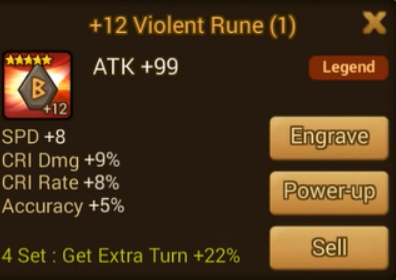 +12 Violent Rune (1)
X
ATK +99
Legend
+12
SPD +8
CRI Dmg +9%
CRI Rate +8%
Accuracy +5%
Engrave
Power-up
Sell
4 Set : Get Extra Turn +22%